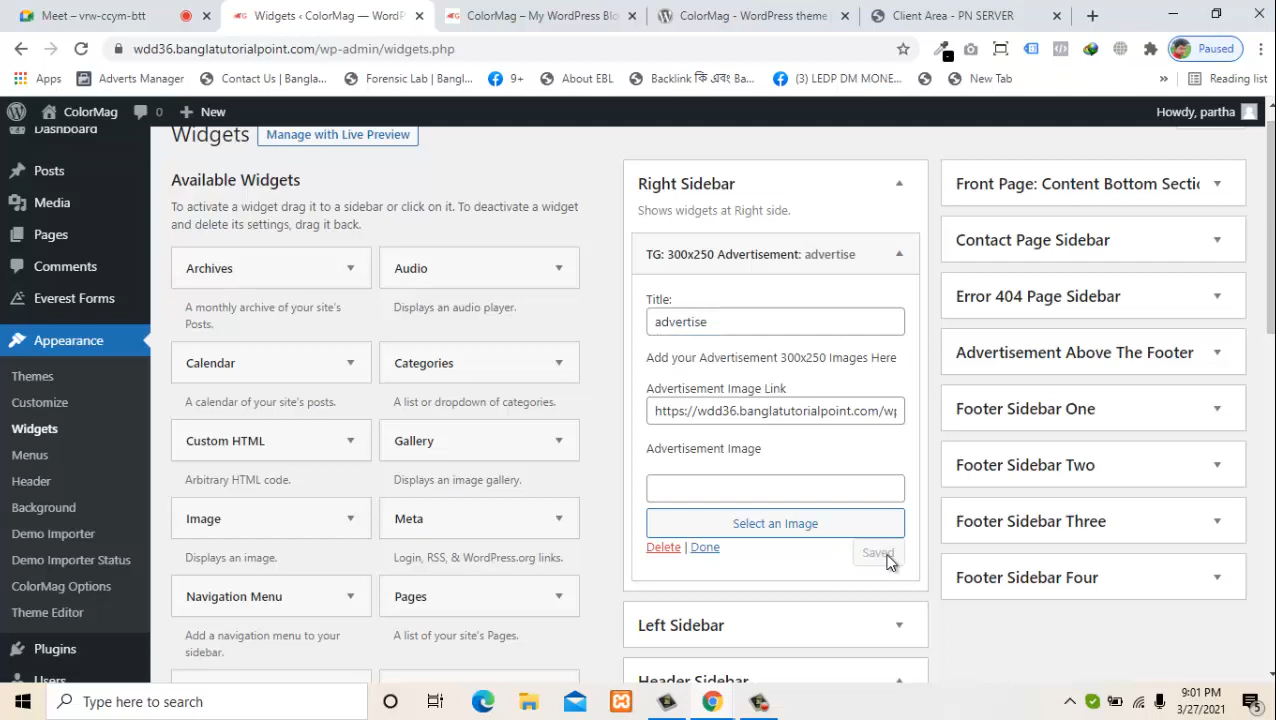 Meet – vrw-ccym-btt
Widgets ‹ ColorMag — WordP
ColorMag – My WordPress Blo
ColorMag - WordPress theme
Client Area - PN SERVER
wdd36.banglatutorialpoint.com/wp-admin/widgets.php
Paused
Apps
Adverts Manager
Contact Us | Bangla...
Forensic Lab | Bangl...
9+
About EBL
Backlink কি এবং Ba...
(3) LEDP DM MONE...
New Tab
»
Reading list
ColorMag
0
New
Howdy, partha
Dashboard
Posts
Media
Pages
Comments
Everest Forms
Appearance
Themes
Customize
Widgets
Menus
Header
Background
Demo Importer
Demo Importer Status
ColorMag Options
Theme Editor
Plugins
Users
Widgets
Manage with Live Preview
Available Widgets
To activate a widget drag it to a sidebar or click on it. To deactivate a widget
and delete its settings, drag it back.
Archives
A monthly archive of your site's
Posts.
Audio
Displays an audio player.
Calendar
A calendar of your site's posts.
Categories
A list or dropdown of categories.
Custom HTML
Arbitrary HTML code.
Gallery
Displays an image gallery.
Image
Displays an image.
Meta
Login, RSS, & WordPress.org links.
Navigation Menu
Add a navigation menu to your
sidebar.
Pages
A list of your site's Pages.
Right Sidebar
Shows widgets at Right side.
TG: 300x250 Advertisement: advertise
Title:
advertise
Add your Advertisement 300x250 Images Here
Advertisement Image Link
https://wdd36.banglatutorialpoint.com/wp
Advertisement Image
Select an Image
Delete | Done
Saved
Left Sidebar
Header Sidebar
Front Page: Content Bottom Sectio
Contact Page Sidebar
Error 404 Page Sidebar
Advertisement Above The Footer
Footer Sidebar One
Footer Sidebar Two
Footer Sidebar Three
Footer Sidebar Four
Type here to search
9:01 PM
3/27/2021
5